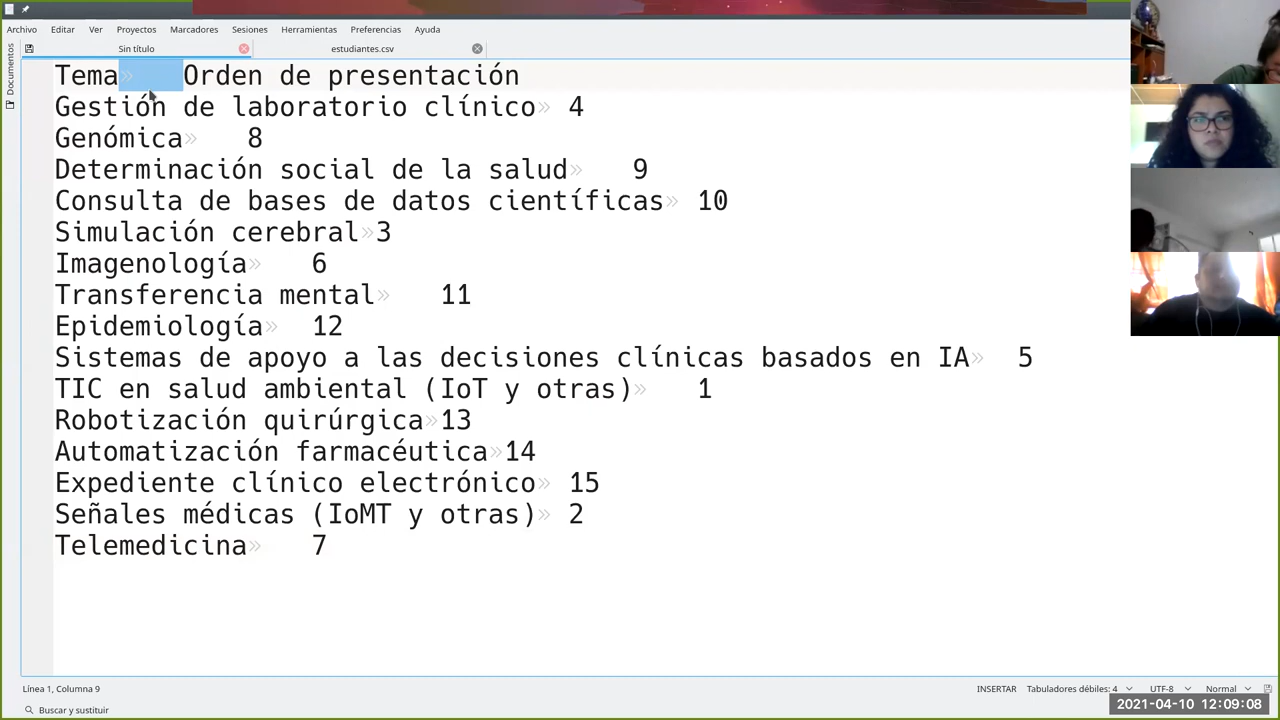 Archivo Editar Ver Proyectos Marcadores Sesiones Herramientas Preferencias Ayuda
Sin título estudiantes.csv
Documentos
Tema» Orden de presentación
Gestión de laboratorio clínico» 4
Genómica» 8
Determinación social de la salud» 9
Consulta de bases de datos científicas» 10
Simulación cerebral»3
Imagenología» 6
Transferencia mental» 11
Epidemiología» 12
Sistemas de apoyo a las decisiones clínicas basados en IA» 5
TIC en salud ambiental (IoT y otras)» 1
Robotización quirúrgica»13
Automatización farmacéutica»14
Expediente clínico electrónico» 15
Señales médicas (IoMT y otras)» 2
Telemedicina» 7
Línea 1, Columna 9 INSERTAR Tabuladores débiles: 4 UTF-8 Normal
2021-04-10 12:09:08
Buscar y sustituir